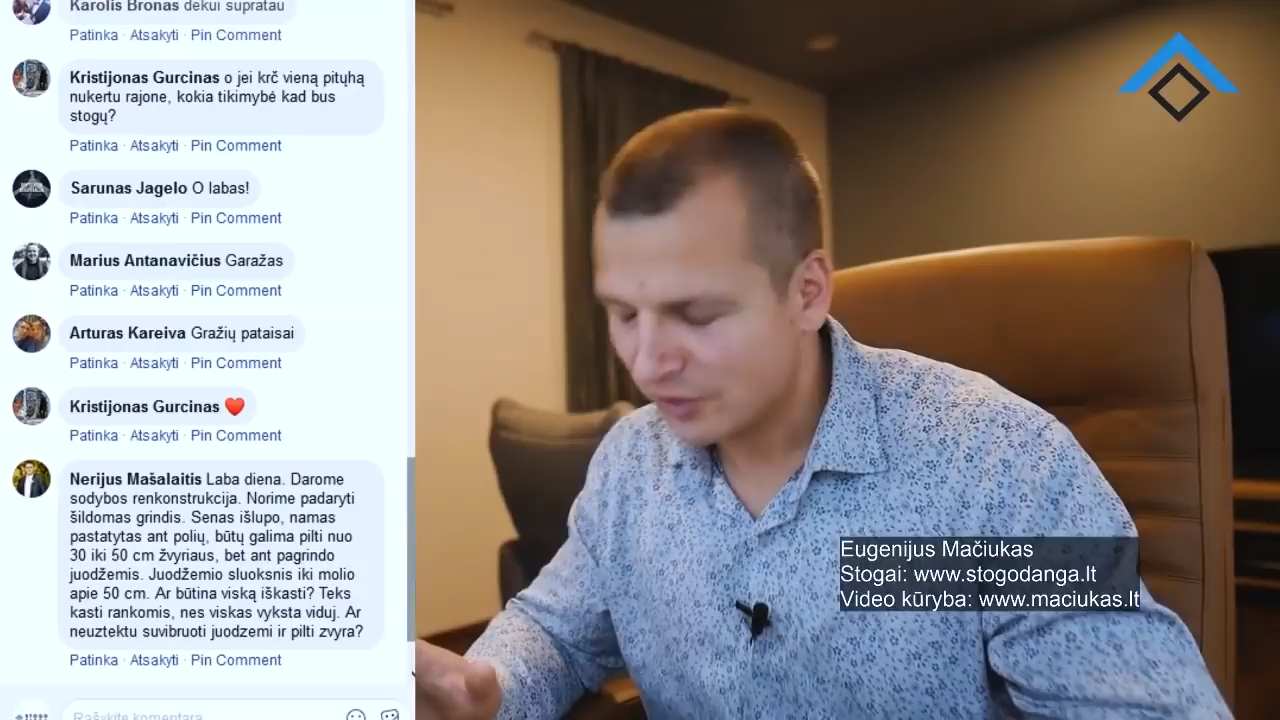 Karolis Bronas dėkui supratau
Patinka · Atsakyti · Pin Comment
Kristijonas Gurcinas o jei krč vieną pitųhą
nukertu rajone, kokia tikimybė kad bus
stogų?
Patinka · Atsakyti · Pin Comment
Sarunas Jagelo O labas!
Patinka · Atsakyti · Pin Comment
Marius Antanavičius Garažas
Patinka · Atsakyti · Pin Comment
Arturas Kareiva Gražių pataisai
Patinka · Atsakyti · Pin Comment
Kristijonas Gurcinas ❤️
Patinka · Atsakyti · Pin Comment
Nerijus Mašalaitis Laba diena. Darome
sodybos renkonstrukcija. Norime padaryti
šildomas grindis. Senas išlupo, namas
pastatytas ant polių, būtų galima pilti nuo
30 iki 50 cm žvyriaus, bet ant pagrindo
juodžemis. Juodžemio sluoksnis iki molio
apie 50 cm. Ar būtina viską iškasti? Teks
kasti rankomis, nes viskas vyksta viduj. Ar
neuztektu suvibruoti juodzemi ir pilti zvyra?
Patinka · Atsakyti · Pin Comment
Rašykite komentarą
Eugenijus Mačiukas
Stogai: www.stogodanga.lt
Video kūryba: www.maciukas.lt